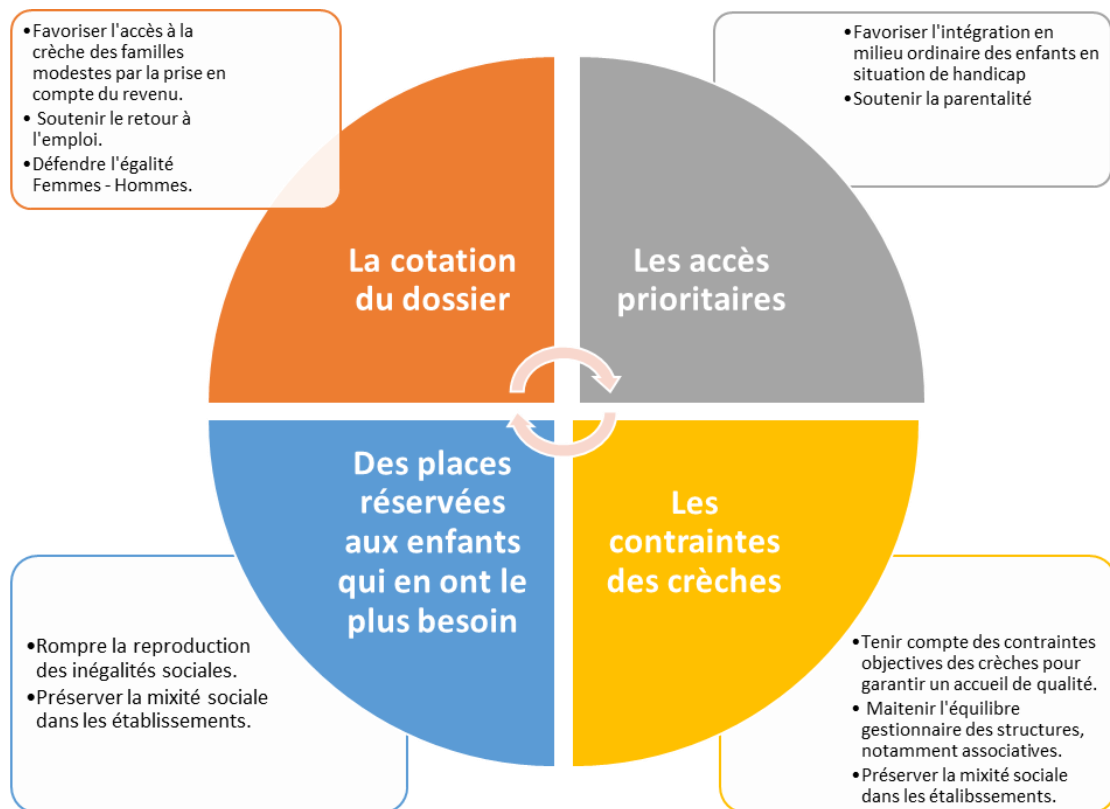 •Favoriser l'accès à la
crèche des familles
modestes par la prise en
compte du revenu.
• Soutenir le retour à
l'emploi.
•Défendre l'égalité
Femmes - Hommes.
•Favoriser l'intégration en
milieu ordinaire des enfants en
situation de handicap
•Soutenir la parentalité
La cotation
du dossier
Les accès
prioritaires
Des places
réservées
aux enfants
qui en ont le
plus besoin
Les
contraintes
des crèches
•Rompre la reproduction
des inégalités sociales.
•Préserver la mixité sociale
dans les établissements.
•Tenir compte des contraintes
objectives des crèches pour
garantir un accueil de qualité.
• Maitenir l'équilibre
gestionnaire des structures,
notamment associatives.
•Préserver la mixité sociale
dans les étalibssements.